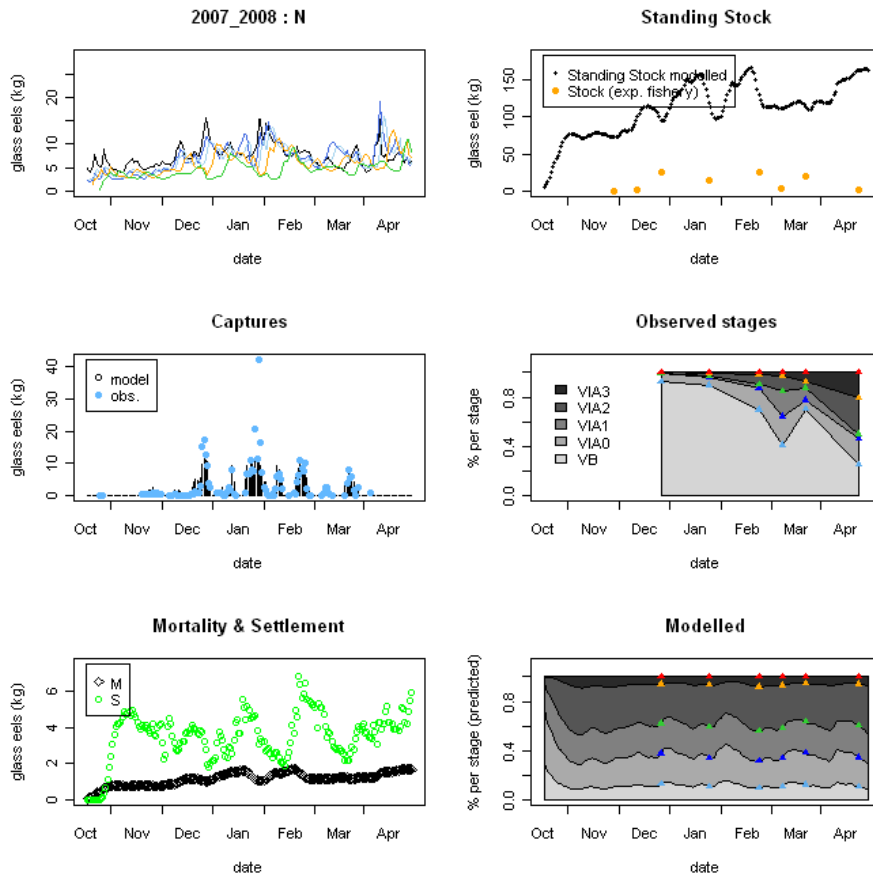 2007_2008 : N
glass eels (kg)
0 5 10 20
Oct Nov Dec Jan Feb Mar Apr
date
Standing Stock
glass eel (kg)
0 50 100 150
Standing Stock modelled
Stock (exp. fishery)
Oct Nov Dec Jan Feb Mar Apr
date
Captures
glass eels (kg)
0 10 20 30 40
model
obs.
Oct Nov Dec Jan Feb Mar Apr
date
Observed stages
% per stage
0.0 0.4 0.8
VIA3
VIA2
VIA1
VIA0
VB
Oct Nov Dec Jan Feb Mar Apr
date
Mortality & Settlement
glass eels (kg)
0 2 4 6
M
S
Oct Nov Dec Jan Feb Mar Apr
date
Modelled
% per stage (predicted)
0.0 0.4 0.8
Oct Nov Dec Jan Feb Mar Apr
date